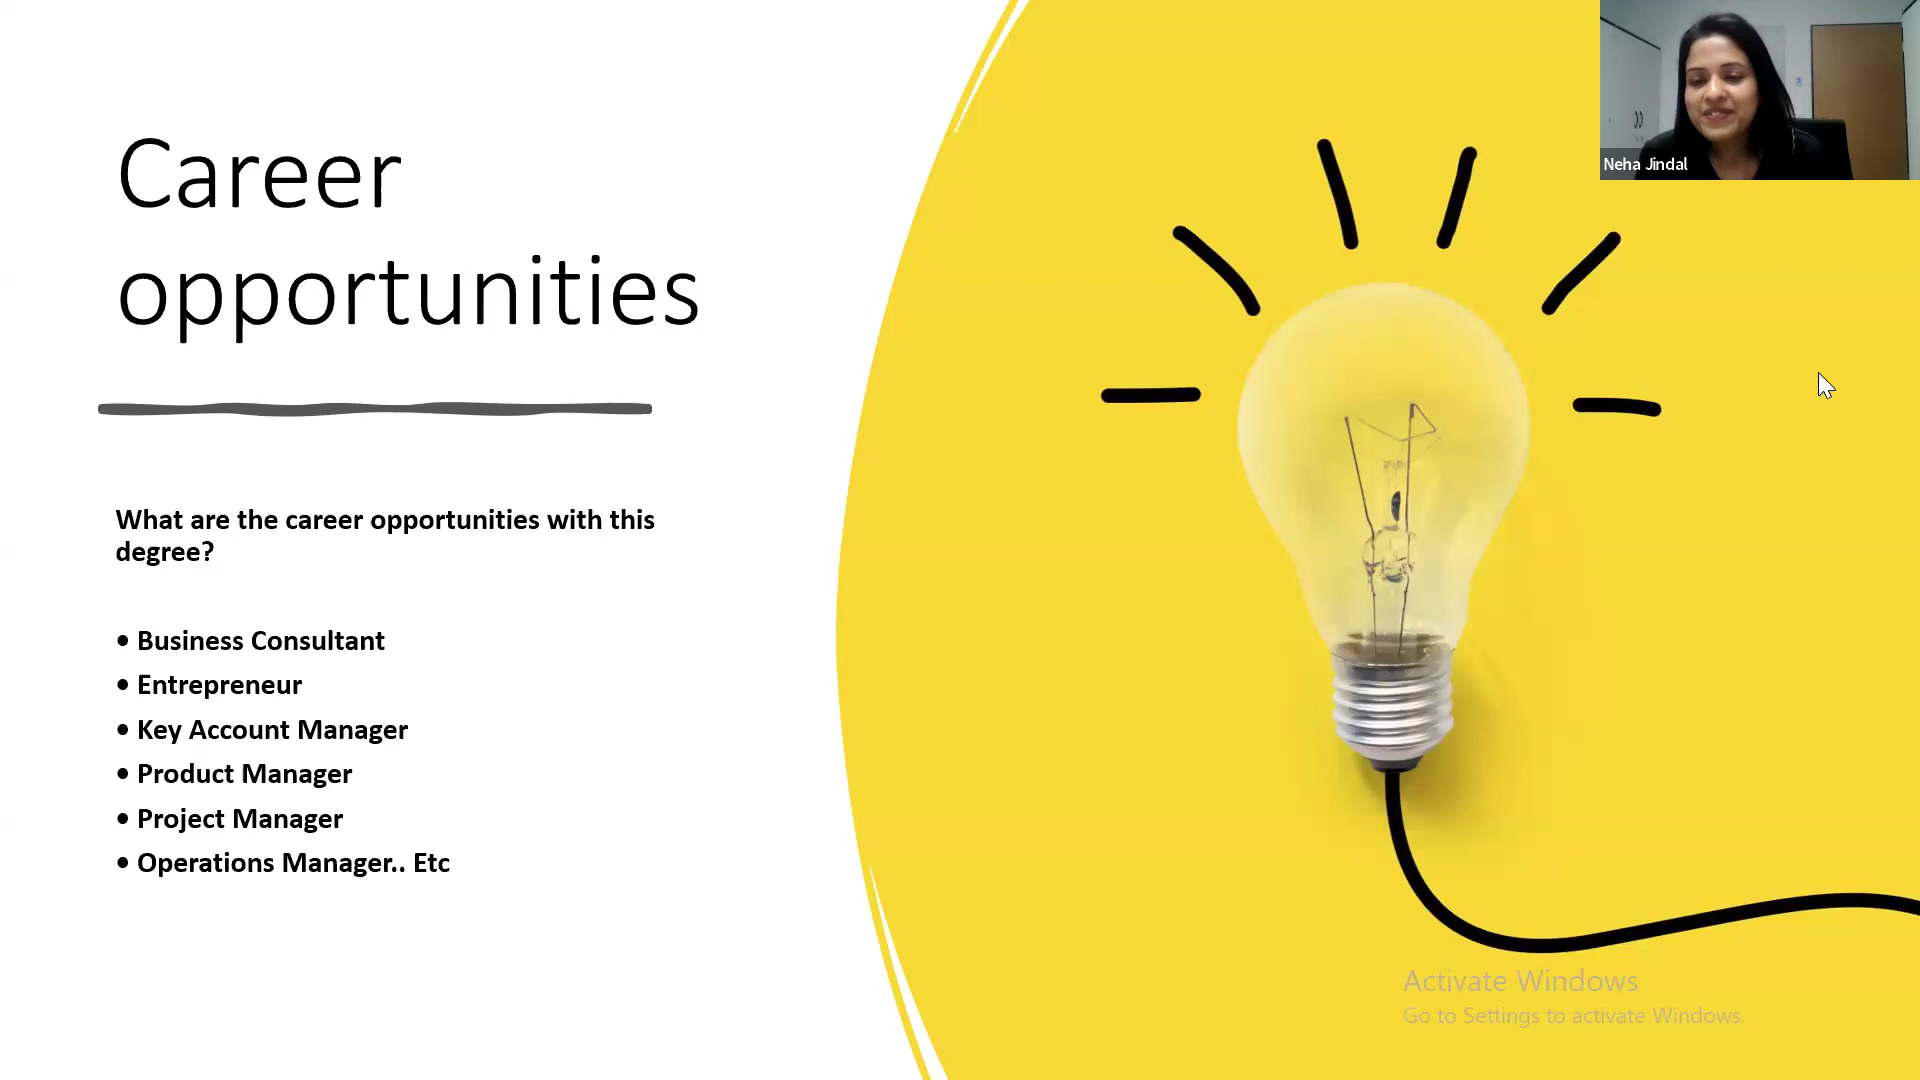 Career
opportunities
What are the career opportunities with this
degree?
• Business Consultant
• Entrepreneur
• Key Account Manager
• Product Manager
• Project Manager
• Operations Manager.. Etc
Neha Jindal
Activate Windows
Go to Settings to activate Windows.